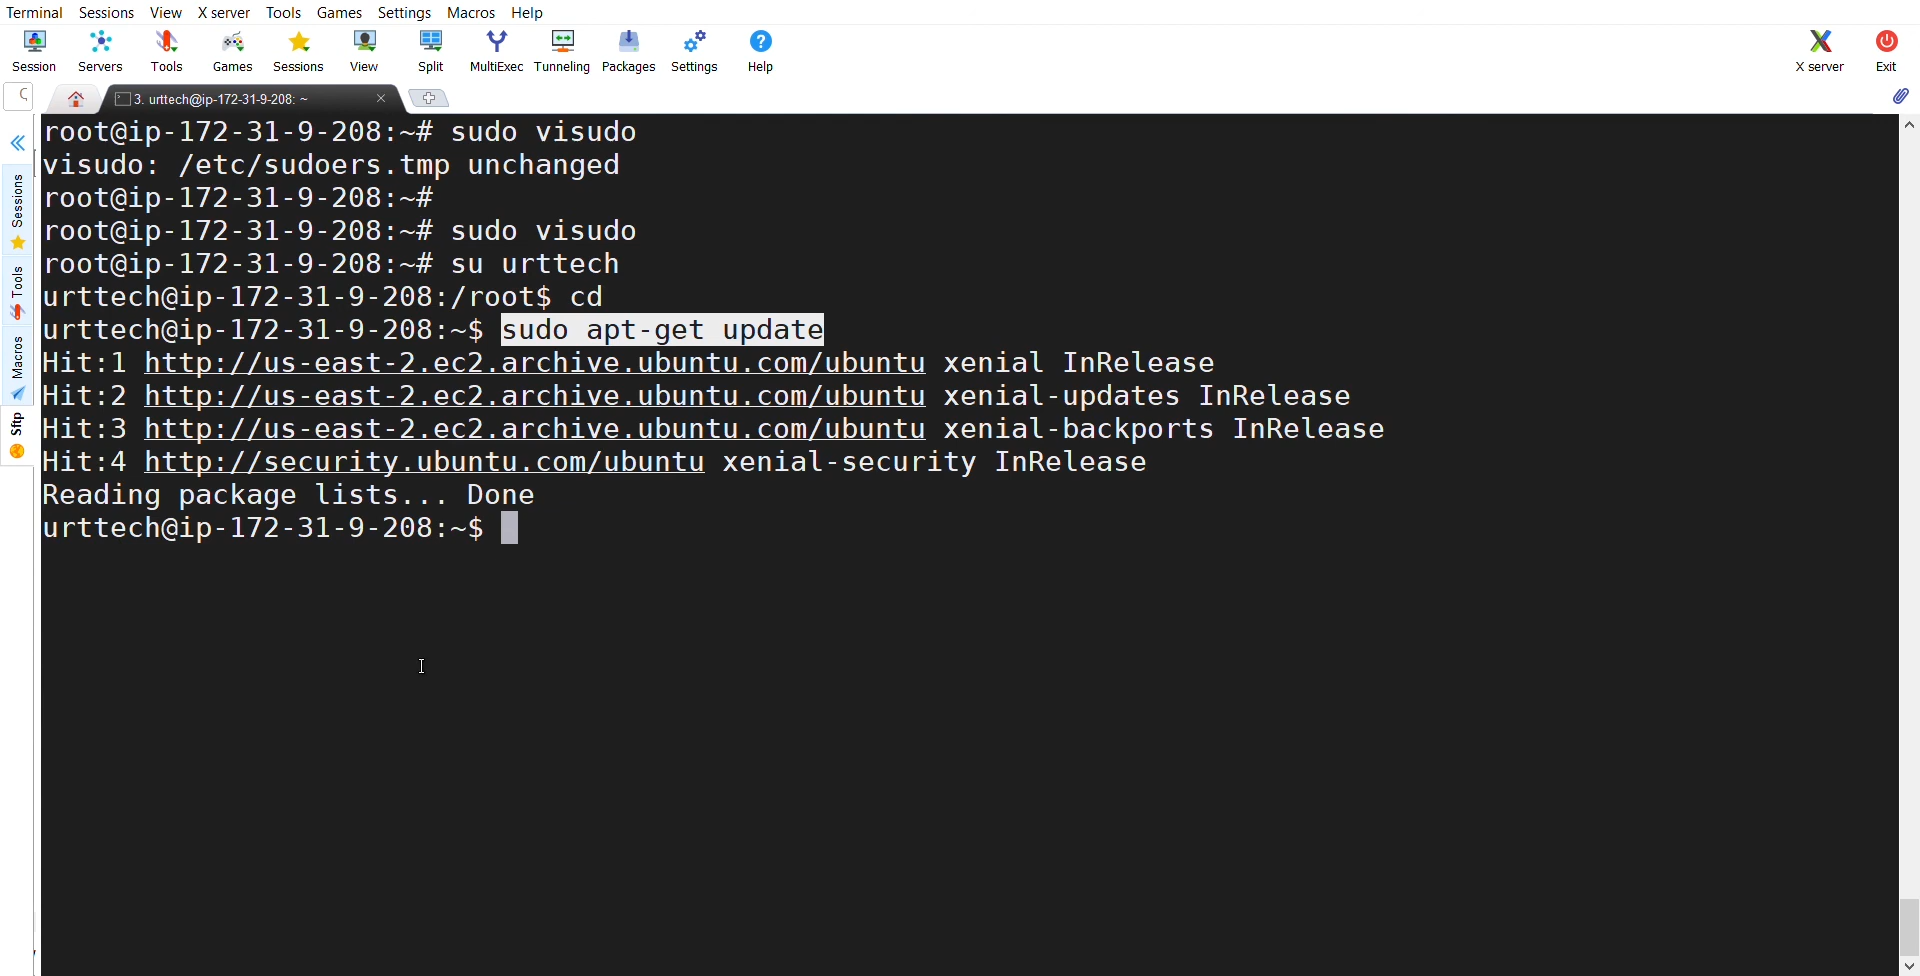 Terminal Sessions View X server Tools Games Settings Macros Help
Session Servers Tools Games Sessions View Split MultiExec Tunneling Packages Settings Help X server Exit
3. urttech@ip-172-31-9-208: ~
Sessions
Tools
Macros
Sftp
root@ip-172-31-9-208:~# sudo visudo
visudo: /etc/sudoers.tmp unchanged
root@ip-172-31-9-208:~#
root@ip-172-31-9-208:~# sudo visudo
root@ip-172-31-9-208:~# su urttech
urttech@ip-172-31-9-208:/root$ cd
urttech@ip-172-31-9-208:~$ sudo apt-get update
Hit:1 http://us-east-2.ec2.archive.ubuntu.com/ubuntu xenial InRelease
Hit:2 http://us-east-2.ec2.archive.ubuntu.com/ubuntu xenial-updates InRelease
Hit:3 http://us-east-2.ec2.archive.ubuntu.com/ubuntu xenial-backports InRelease
Hit:4 http://security.ubuntu.com/ubuntu xenial-security InRelease
Reading package lists... Done
urttech@ip-172-31-9-208:~$